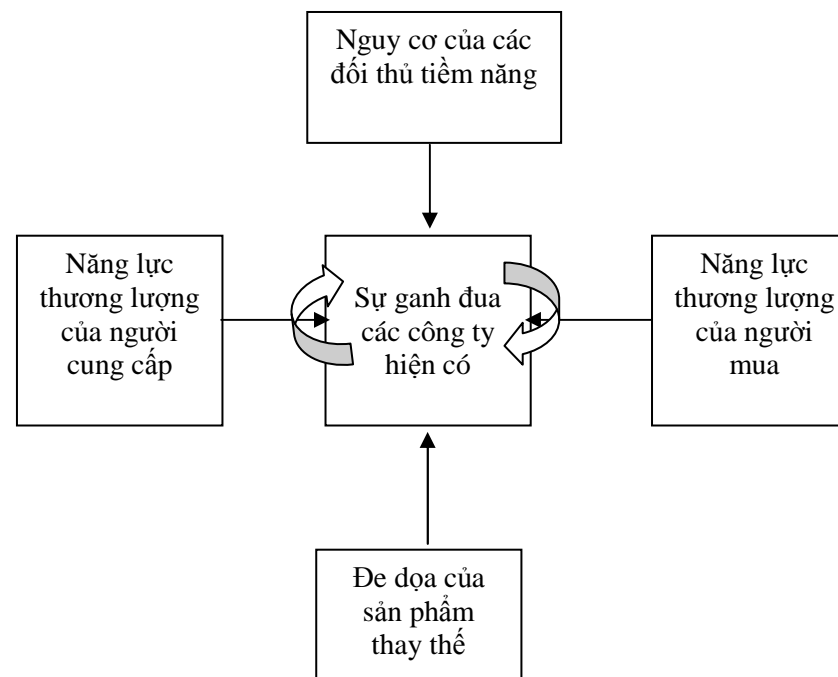 Nguy cơ của các
đối thủ tiềm năng
Năng lực
thương lượng
của người
cung cấp
Sự ganh đua
các công ty
hiện có
Năng lực
thương lượng
của người
mua
Đe dọa của
sản phẩm
thay thế